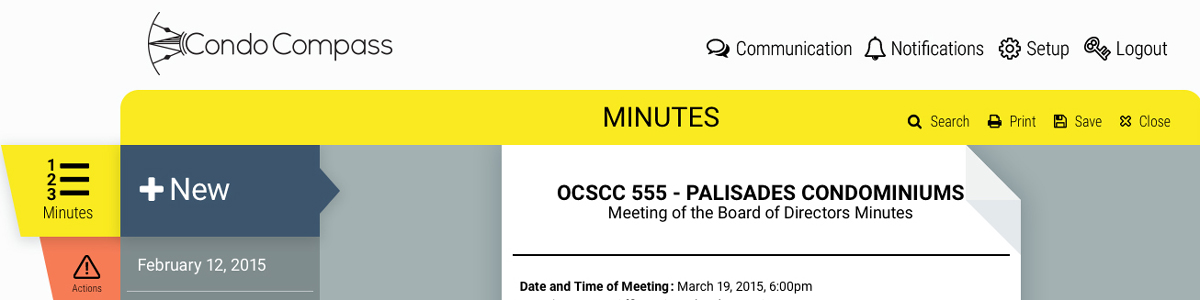 Condo Compass
Communication Notifications Setup Logout
MINUTES
Search Print Save Close
1
2
3
Minutes
New
OCSCC 555 - PALISADES CONDOMINIUMS
Meeting of the Board of Directors Minutes
February 12, 2015
Actions
Date and Time of Meeting: March 19, 2015, 6:00pm